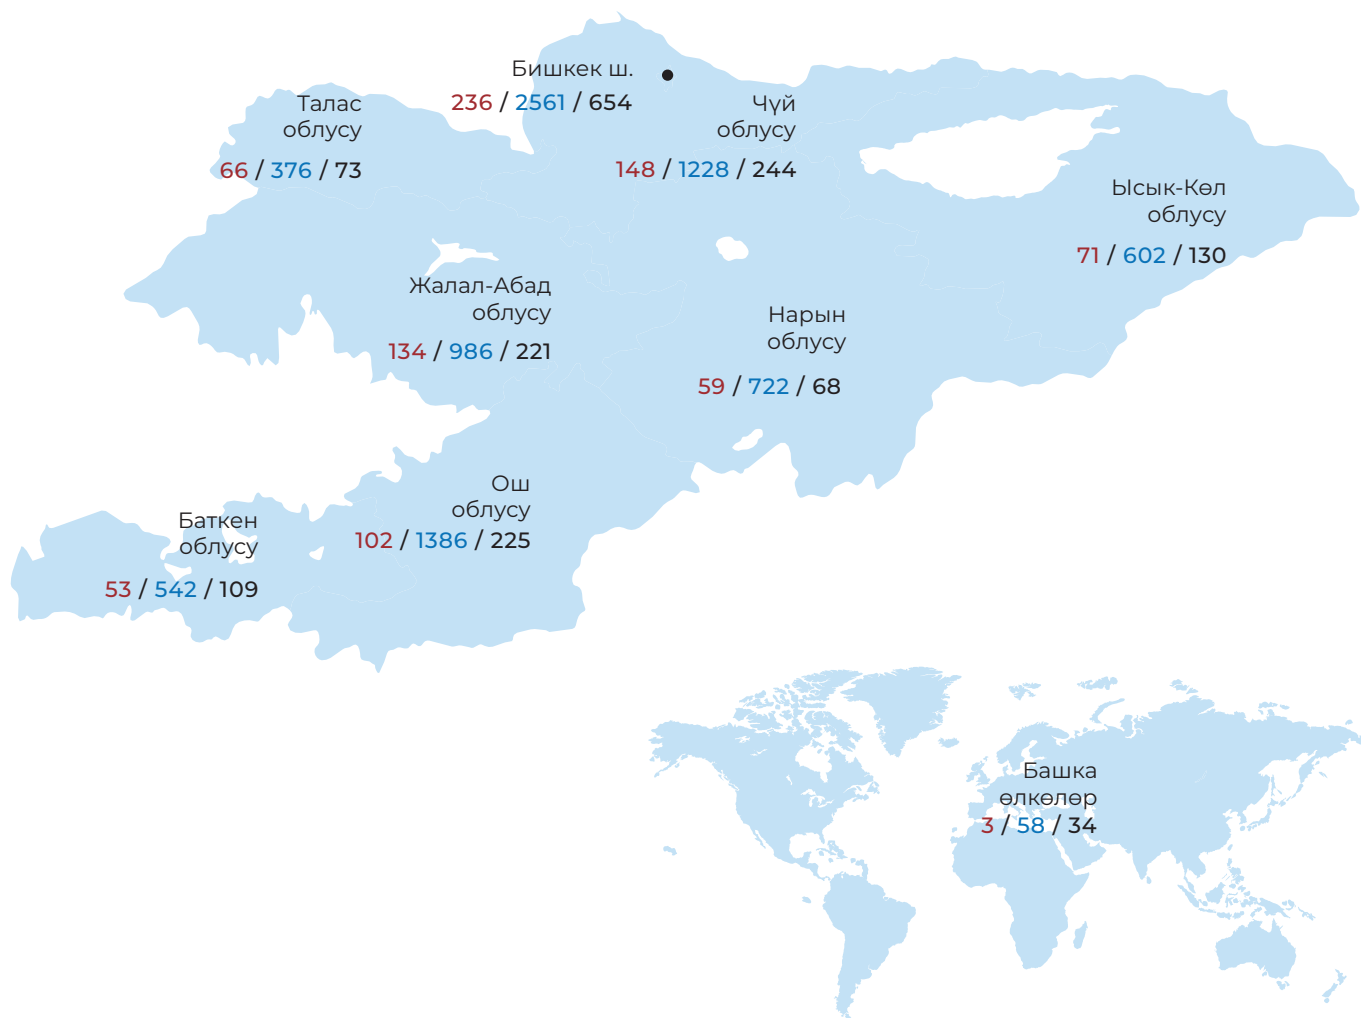 Бишкек ш.
236 / 2561 / 654
Талас
облусу
66 / 376 / 73
Чүй
облусу
148 / 1228 / 244
Ысык-Көл
облусу
71 / 602 / 130
Жалал-Абад
облусу
134 / 986 / 221
Нарын
облусу
59 / 722 / 68
Ош
облусу
102 / 1386 / 225
Баткен
облусу
53 / 542 / 109
Башка
өлкөлөр
3 / 58 / 34